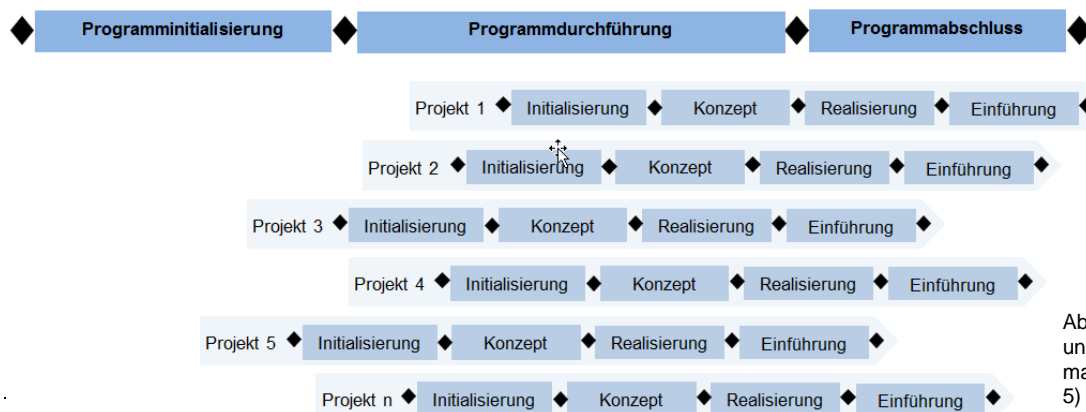 Programminitialisierung Programmdurchführung Programmabschluss
Projekt 1 Initialisierung Konzept Realisierung Einführung
Projekt 2 Initialisierung Konzept Realisierung Einführung
Projekt 3 Initialisierung Konzept Realisierung Einführung
Projekt 4 Initialisierung Konzept Realisierung Einführung
Ab
Projekt 5 Initialisierung Konzept Realisierung Einführung
un
ma
Projekt n Initialisierung Konzept Realisierung Einführung
5)
.